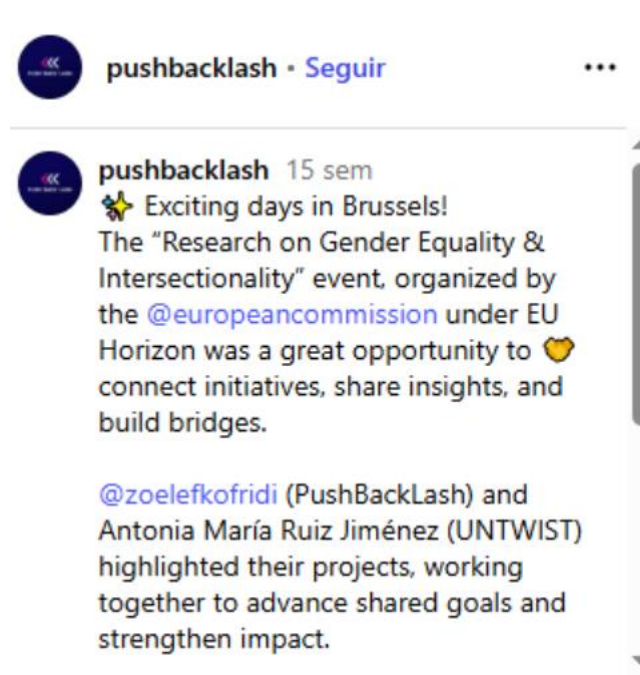 pushbacklash • Seguir
pushbacklash 15 sem
✨ Exciting days in Brussels!
The “Research on Gender Equality &
Intersectionality” event, organized by
the @europeancommission under EU
Horizon was a great opportunity to 🤝
connect initiatives, share insights, and
build bridges.
@zoelefkofridi (PushBackLash) and
Antonia María Ruiz Jiménez (UNTWIST)
highlighted their projects, working
together to advance shared goals and
strengthen impact.